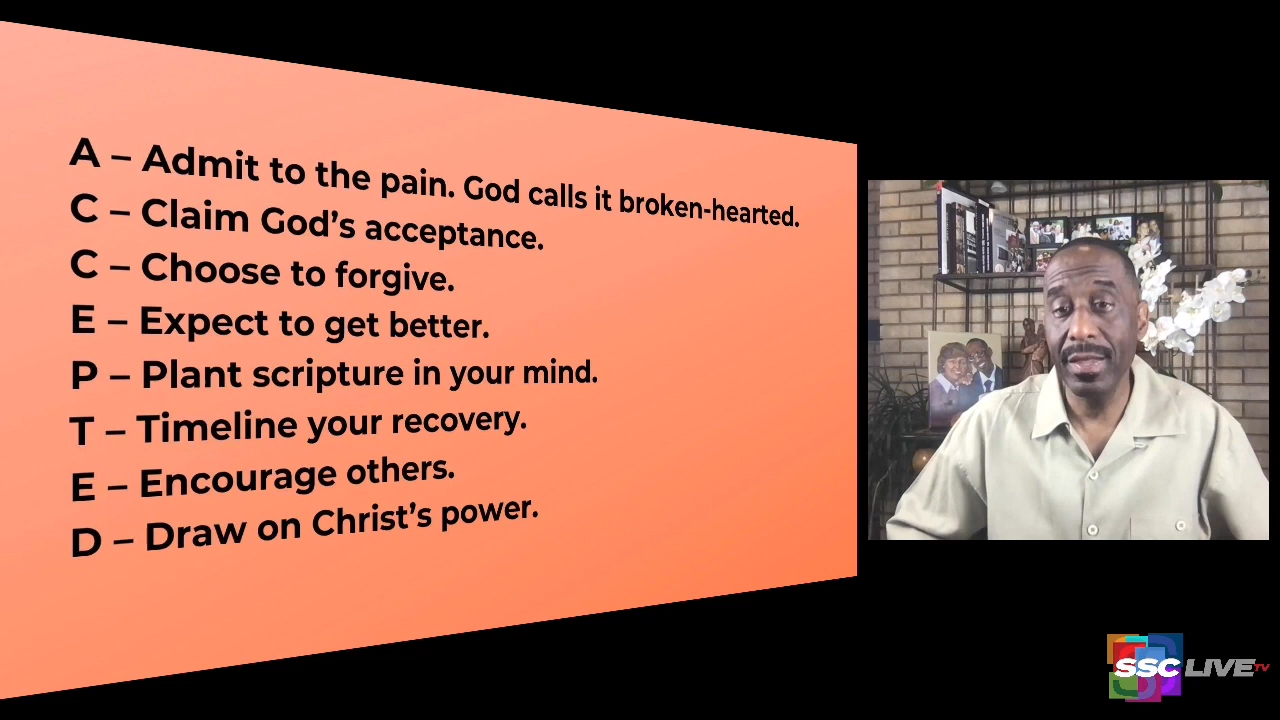 A – Admit to the pain. God calls it broken-hearted.
C – Claim God’s acceptance.
C – Choose to forgive.
E – Expect to get better.
P – Plant scripture in your mind.
T – Timeline your recovery.
E – Encourage others.
D – Draw on Christ’s power.
SSC LIVE TV